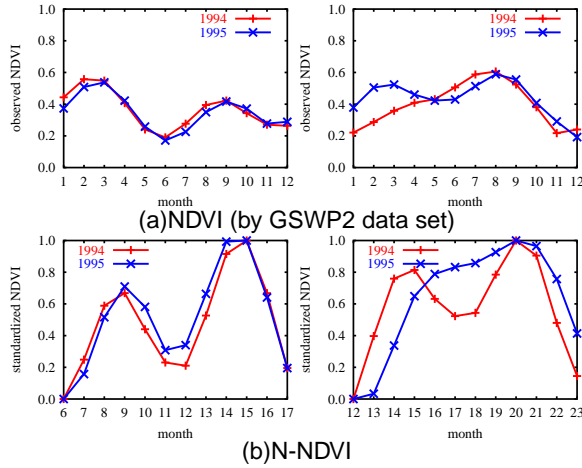 1.0
0.8
0.6
0.4
0.2
0.0
observed NDVI
1994
1995
1 2 3 4 5 6 7 8 9 10 11 12
month
1.0
0.8
0.6
0.4
0.2
0.0
observed NDVI
1994
1995
1 2 3 4 5 6 7 8 9 10 11 12
month
(a)NDVI (by GSWP2 data set)
1.0
0.8
0.6
0.4
0.2
0.0
standardized NDVI
1994
1995
6 7 8 9 10 11 12 13 14 15 16 17
month
1.0
0.8
0.6
0.4
0.2
0.0
standardized NDVI
1994
1995
12 13 14 15 16 17 18 19 20 21 22 23
month
(b)N-NDVI